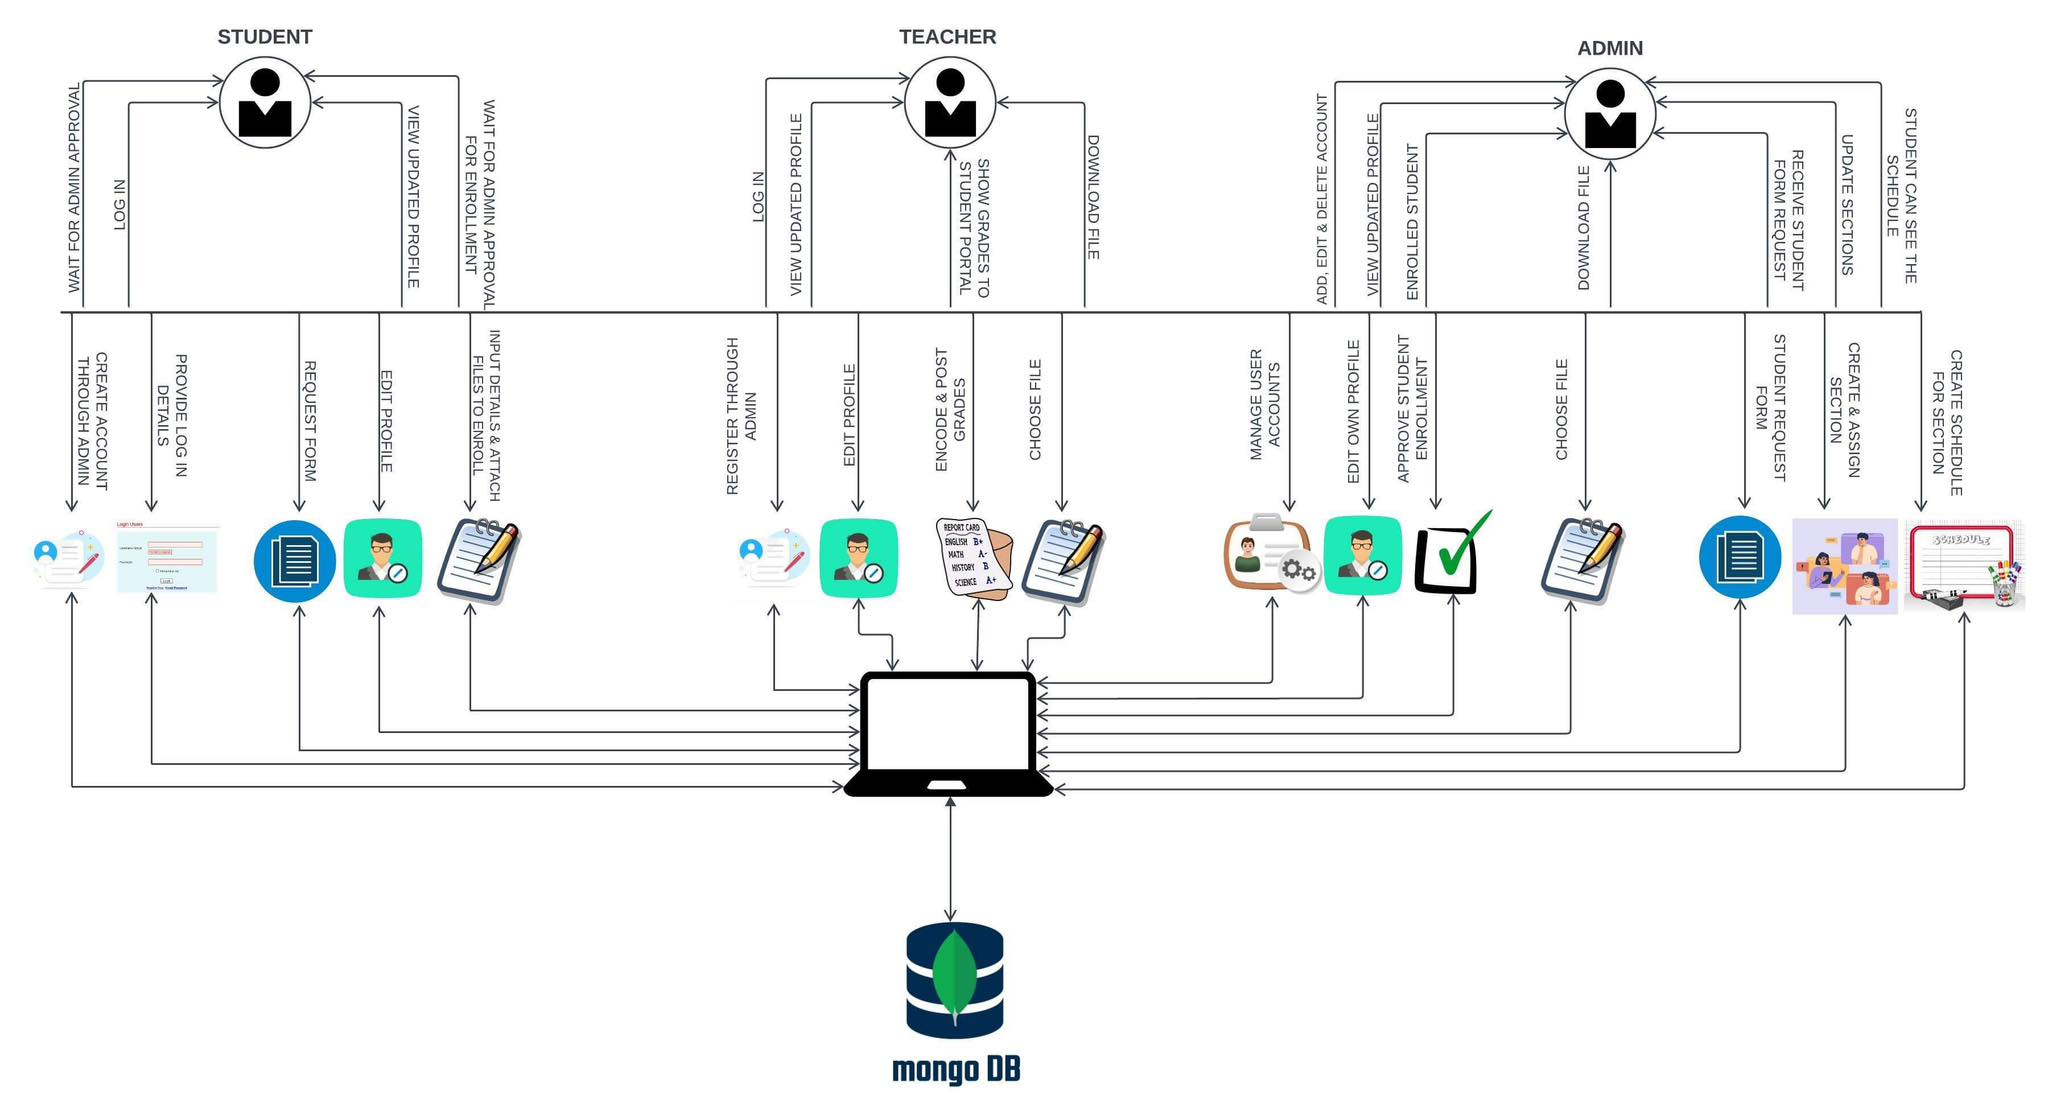 STUDENT
TEACHER
ADMIN
WAIT FOR ADMIN APPROVAL
LOG IN
VIEW UPDATED PROFILE
WAIT FOR ADMIN APPROVAL
FOR ENROLLMENT
LOG IN
VIEW UPDATED PROFILE
SHOW GRADES TO
STUDENT PORTAL
DOWNLOAD FILE
ADD, EDIT & DELETE ACCOUNT
VIEW UPDATED PROFILE
ENROLLED STUDENT
DOWNLOAD FILE
RECEIVE STUDENT
FORM REQUEST
UPDATE SECTIONS
STUDENT CAN SEE THE
SCHEDULE
CREATE ACCOUNT
THROUGH ADMIN
PROVIDE LOG IN
DETAILS
REQUEST FORM
EDIT PROFILE
INPUT DETAILS & ATTACH
FILES TO ENROLL
REGISTER THROUGH
ADMIN
EDIT PROFILE
ENCODE & POST
GRADES
CHOOSE FILE
MANAGE USER
ACCOUNTS
EDIT OWN PROFILE
APPROVE STUDENT
ENROLLMENT
CHOOSE FILE
STUDENT REQUEST
FORM
CREATE & ASSIGN
SECTION
CREATE SCHEDULE
FOR SECTION
Login Users
REPORT CARD
ENGLISH B+
MATH A-
HISTORY B
SCIENCE A+
SCHEDULE
mongo DB